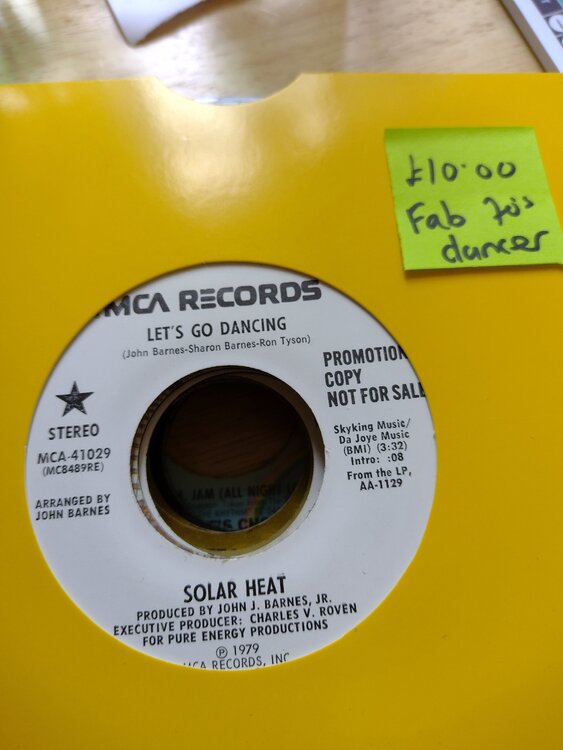 £10.00
Fab 70's
dancer
MCA RECORDS
LET'S GO DANCING
(John Barnes-Sharon Barnes-Ron Tyson)
PROMOTION
COPY
NOT FOR SALE
STEREO
MCA-41029
(MC8489RE)
ARRANGED BY
JOHN BARNES
Skyking Music/
Da Joye Music
(BMI) (3:32)
Intro: :08
From the LP,
AA-1129
JAM (ALL NIGHT
SOLAR HEAT
PRODUCED BY JOHN J. BARNES, JR.
EXECUTIVE PRODUCER: CHARLES V. ROVEN
FOR PURE ENERGY PRODUCTIONS
℗ 1979
MCA RECORDS, INC